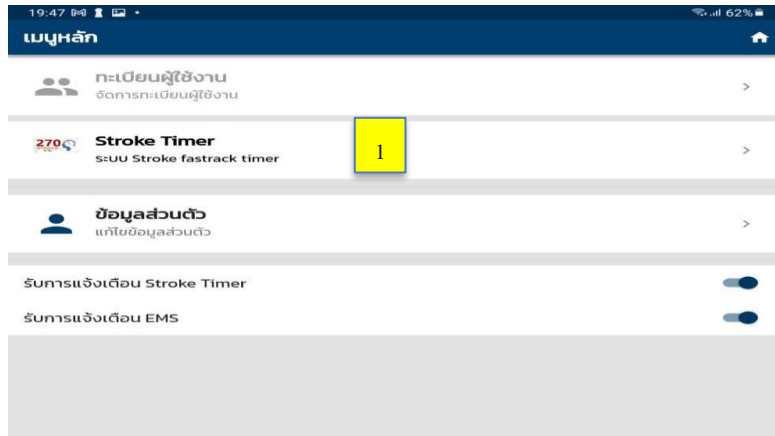 19:47
62%
เมนูหลัก
ทะเบียนผู้ใช้งาน
จัดการทะเบียนผู้ใช้งาน
>
270
Stroke Timer
ระบบ Stroke fastrack timer
1
>
ข้อมูลส่วนตัว
แก้ไขข้อมูลส่วนตัว
>
รับการแจ้งเตือน Stroke Timer
รับการแจ้งเตือน EMS